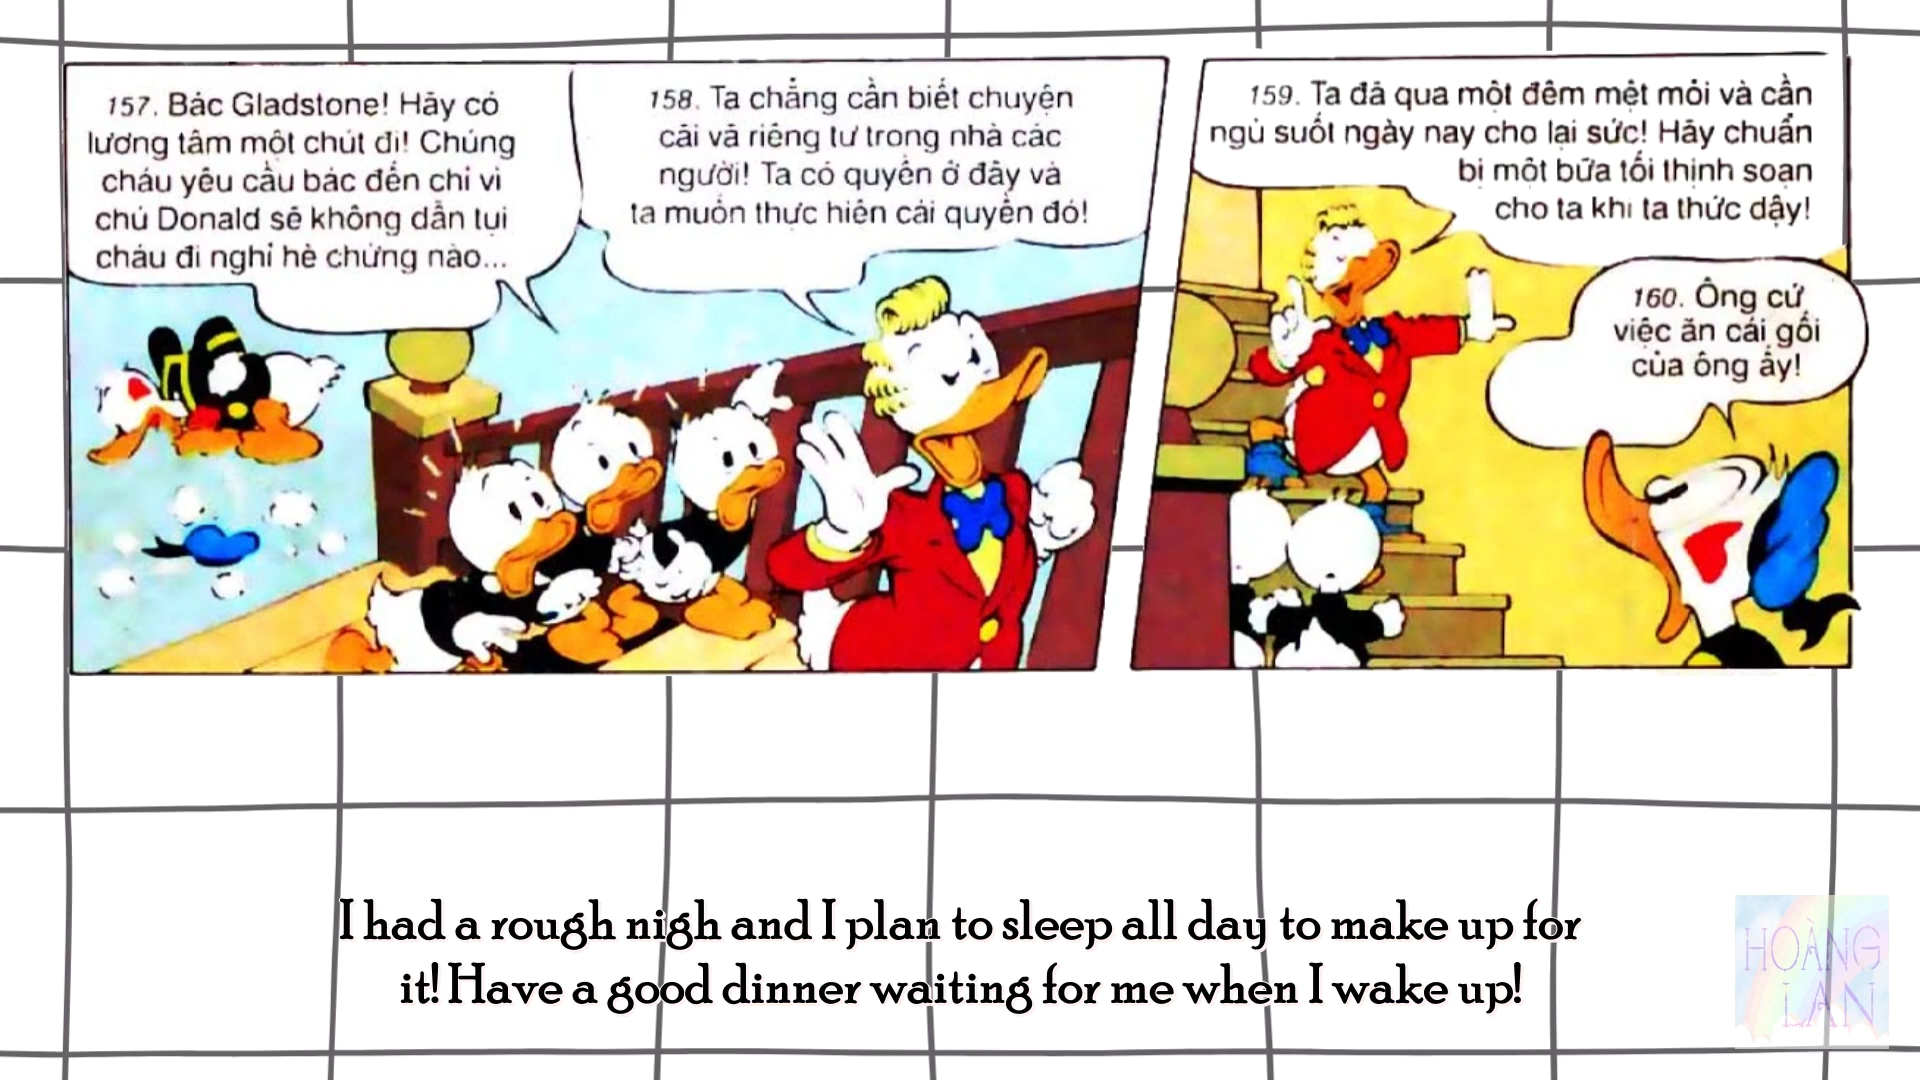 157. Bác Gladstone! Hãy có
lương tâm một chút đi! Chúng
cháu yêu cầu bác đến chỉ vì
chú Donald sẽ không dẫn tụi
cháu đi nghỉ hè chừng nào...
158. Ta chẳng cần biết chuyện
cãi vã riêng tư trong nhà các
người! Ta có quyền ở đây và
ta muốn thực hiện cái quyền đó!
159. Ta đã qua một đêm mệt mỏi và cần
ngủ suốt ngày nay cho lại sức! Hãy chuẩn
bị một bữa tối thịnh soạn
cho ta khi ta thức dậy!
160. Ông cứ
việc ăn cái gối
của ông ấy!
I had a rough nigh and I plan to sleep all day to make up for
it! Have a good dinner waiting for me when I wake up!
HOÀNG
LAN